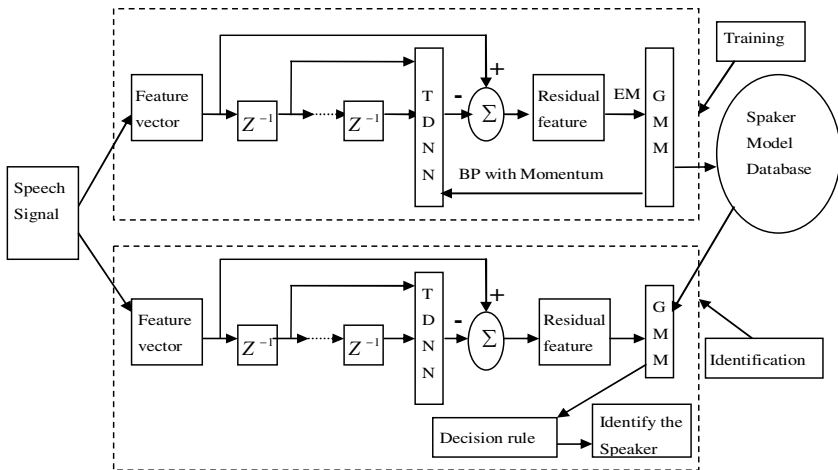 Training
Feature
vector
Z⁻¹
Z⁻¹
T
D
N
N
-
+
Σ
Residual
feature
EM
G
M
M
BP with Momentum
Spaker
Model
Database
Speech
Signal
Feature
vector
Z⁻¹
Z⁻¹
T
D
N
N
-
+
Σ
Residual
feature
G
M
M
Identification
Decision rule
Identify the
Speaker